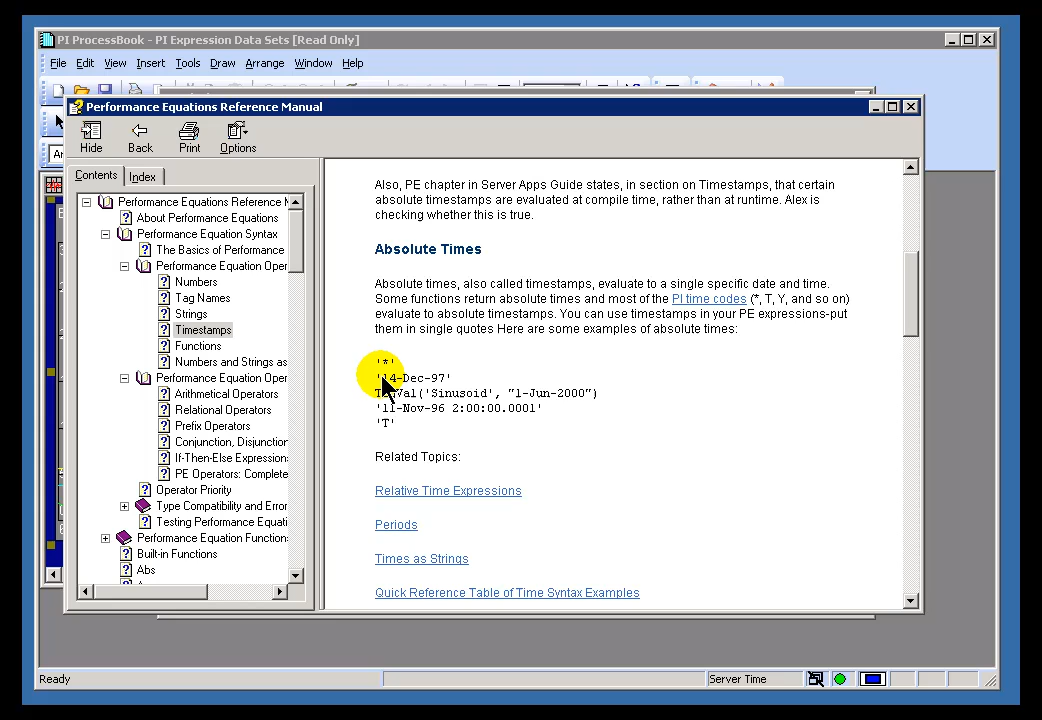 PI ProcessBook - PI Expression Data Sets [Read Only]
File Edit View Insert Tools Draw Arrange Window Help
Performance Equations Reference Manual
Hide Back Print Options
Contents Index
Performance Equations Reference
About Performance Equations
Performance Equation Syntax
The Basics of Performance
Performance Equation Oper
Numbers
Tag Names
Strings
Timestamps
Functions
Numbers and Strings as
Performance Equation Oper
Arithmetical Operators
Relational Operators
Prefix Operators
Conjunction, Disjunction
If-Then-Else Expression
PE Operators: Complete
Operator Priority
Type Compatibility and Error
Testing Performance Equati
Performance Equation Function
Built-in Functions
Abs
Also, PE chapter in Server Apps Guide states, in section on Timestamps, that certain
absolute timestamps are evaluated at compile time, rather than at runtime. Alex is
checking whether this is true.
Absolute Times
Absolute times, also called timestamps, evaluate to a single specific date and time.
Some functions return absolute times and most of the PI time codes (*, T, Y, and so on)
evaluate to absolute timestamps. You can use timestamps in your PE expressions-put
them in single quotes Here are some examples of absolute times:
'*'
'14-Dec-97'
TagVal('Sinusoid', "1-Jun-2000")
'11-Nov-96 2:00:00.0001'
'T'
Related Topics:
Relative Time Expressions
Periods
Times as Strings
Quick Reference Table of Time Syntax Examples
Ready Server Time